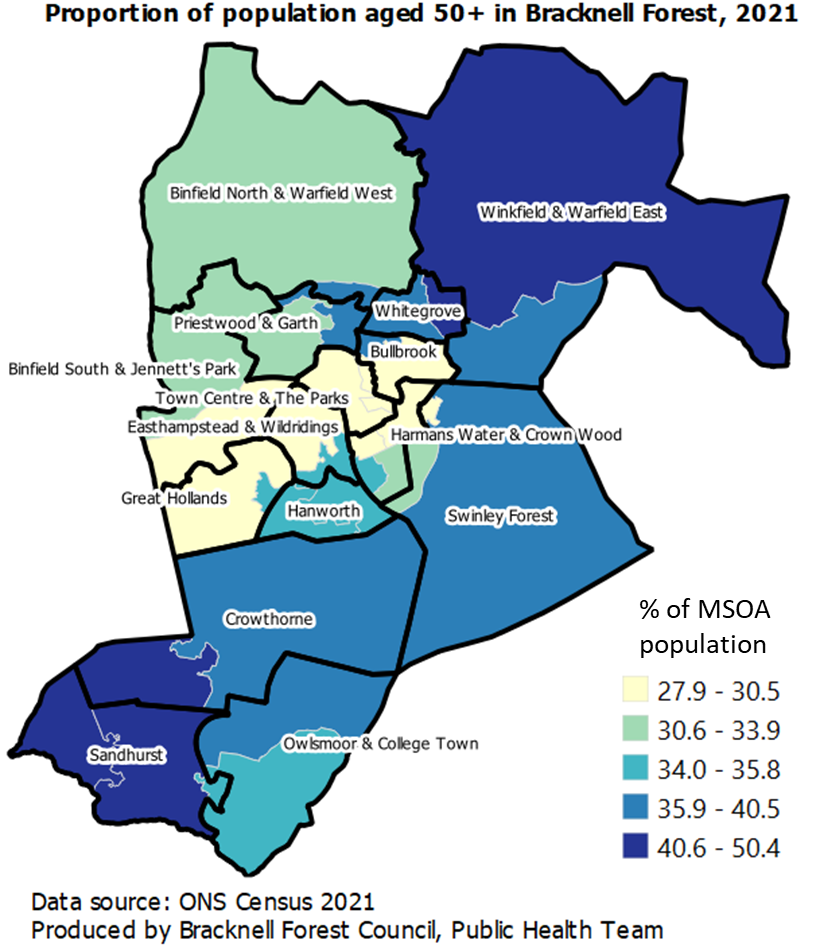 Proportion of population aged 50+ in Bracknell Forest, 2021
Binfield North & Warfield West
Winkfield & Warfield East
Whitegrove
Priestwood & Garth
Bullbrook
Binfield South & Jennett's Park
Town Centre & The Parks
Easthampstead & Wildridings
Harmans Water & Crown Wood
Great Hollands
Hanworth
Swinley Forest
Crowthorne
Owlsmoor & College Town
Sandhurst
% of MSOA
population
27.9 - 30.5
30.6 - 33.9
34.0 - 35.8
35.9 - 40.5
40.6 - 50.4
Data source: ONS Census 2021
Produced by Bracknell Forest Council, Public Health Team